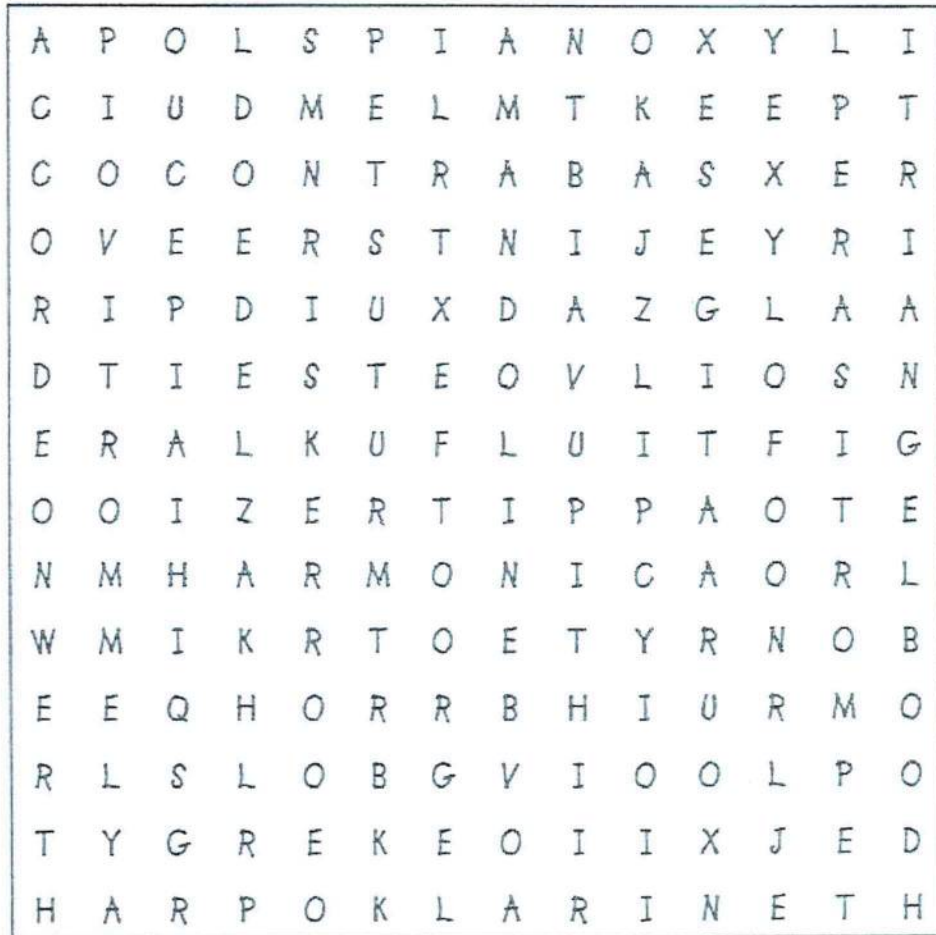 A P O L S P I A N O X Y L I
C I U D M E L M T K E E P T
C O C O N T R A B A S X E R
O V E E R S T N I J E Y R I
R I P D I U X D A Z G L A A
D T I E S T E O V L I O S N
E R A L K U F L U I T F I G
O O I Z E R T I P P A O T E
N M H A R M O N I C A O R L
W M I K R T O E T Y R N O B
E E Q H O R R B H I U R M O
R L S L O B G V I O O L P O
T Y G R E K E O I I X J E D
H A R P O K L A R I N E T H